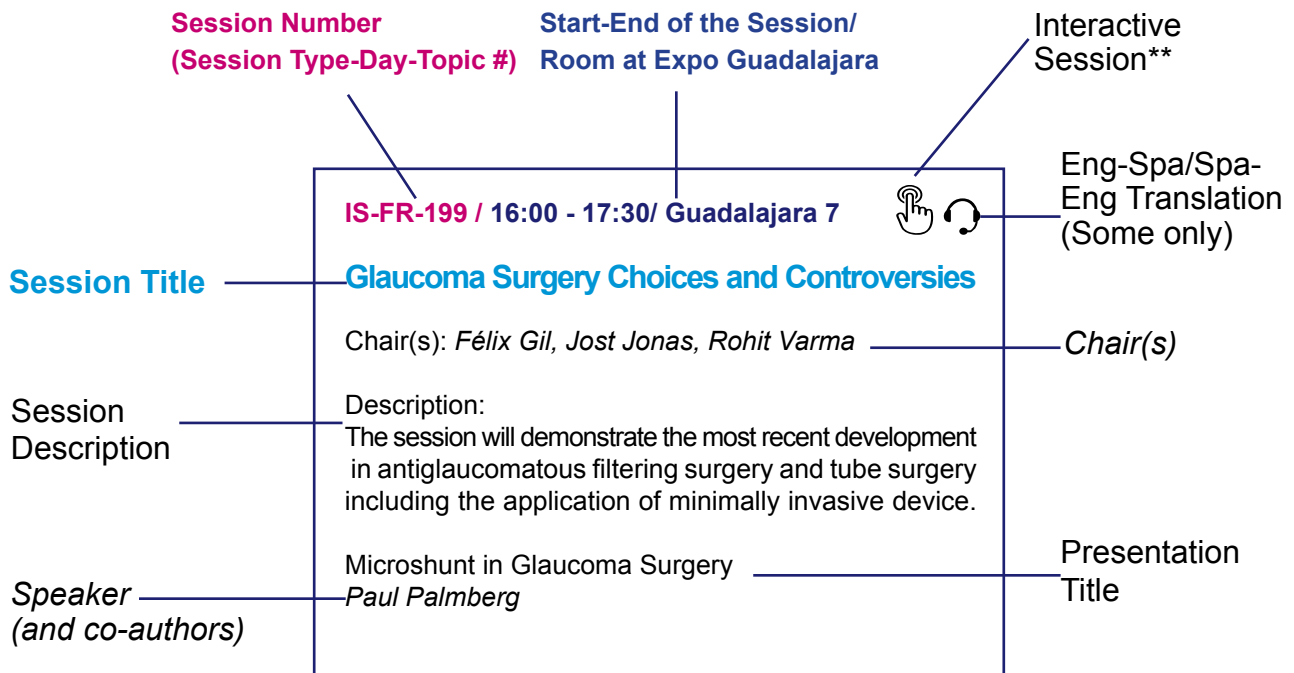 Session Number
(Session Type-Day-Topic #)
Start-End of the Session/
Room at Expo Guadalajara
Interactive
Session**
Eng-Spa/Spa-
Eng Translation
(Some only)
IS-FR-199 / 16:00 - 17:30/ Guadalajara 7
Session Title
Glaucoma Surgery Choices and Controversies
Chair(s): Félix Gil, Jost Jonas, Rohit Varma
Chair(s)
Session
Description
Description:
The session will demonstrate the most recent development
in antiglaucomatous filtering surgery and tube surgery
including the application of minimally invasive device.
Microshunt in Glaucoma Surgery
Paul Palmberg
Presentation
Title
Speaker
(and co-authors)